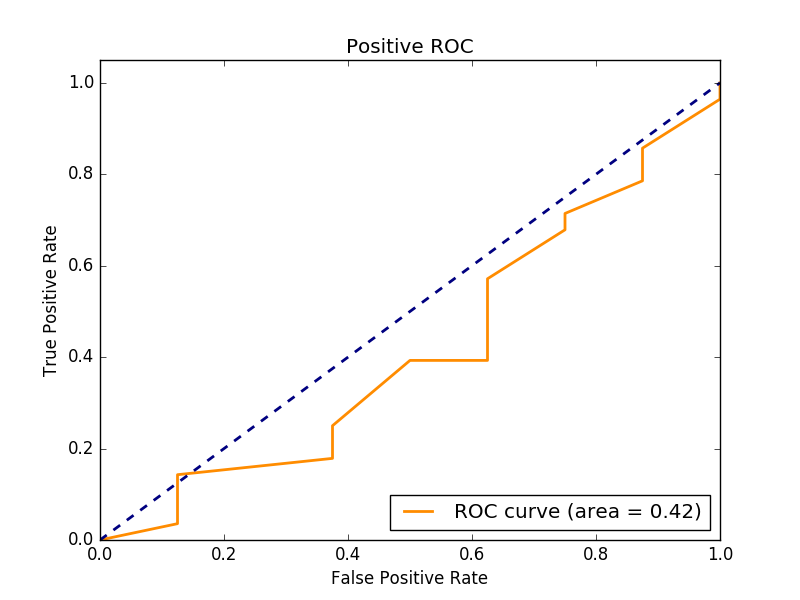 Positive ROC
1.0
0.8
0.6
0.4
0.2
0.0
True Positive Rate
ROC curve (area = 0.42)
0.0 0.2 0.4 0.6 0.8 1.0
False Positive Rate